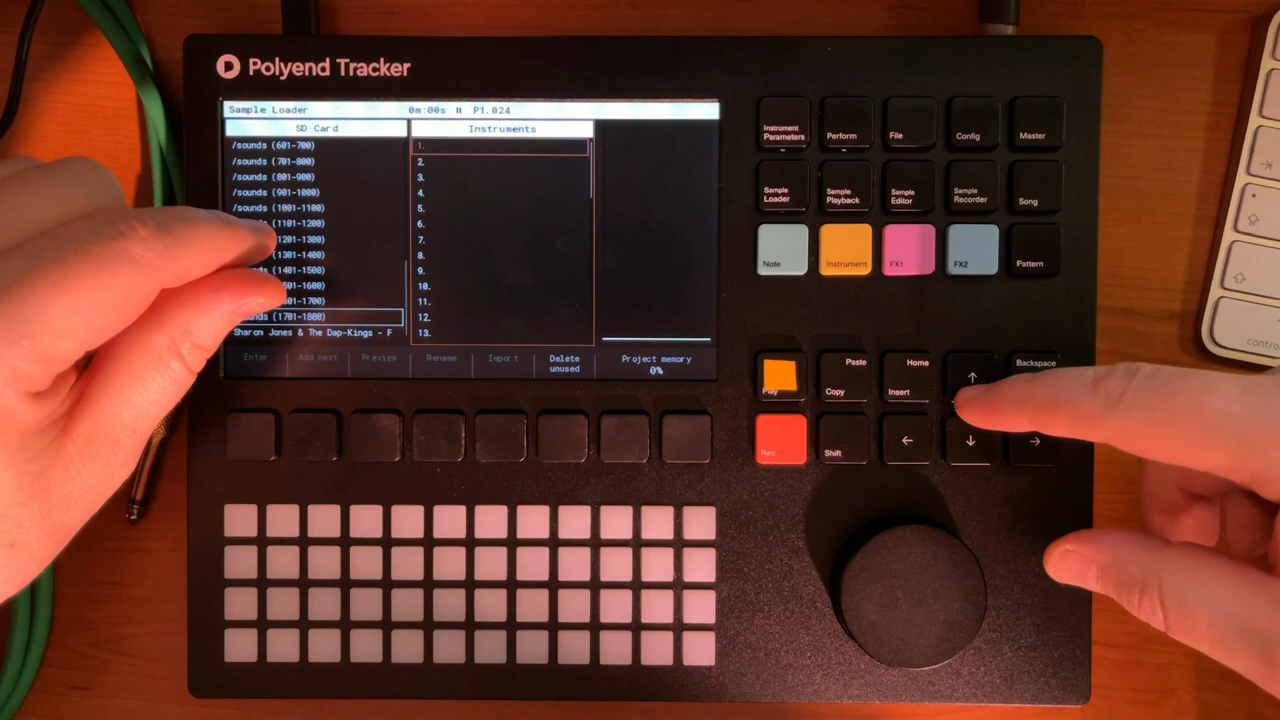 Polyend Tracker
Sample Loader 0m:00s P1.024
SD Card Instruments
/sounds (601-700) 1.
/sounds (701-800) 2.
/sounds (801-900) 3.
/sounds (901-1000) 4.
/sounds (1001-1100) 5.
(1101-1200) 6.
1201-1300) 7.
1301-1400) 8.
1401-1500) 9.
501-1600) 10.
601-1700) 11.
unds (1701-1800) 12.
Sharon Jones & The Dap-Kings - F 13.
Enter Add next Preview Rename Import Delete unused Project memory
0%
Instrument Parameters Perform File Config Master
Sample Loader Sample Playback Sample Editor Sample Recorder Song
Note Instrument FX1 FX2 Pattern
Paste Home ↑ Backspace
Play Copy Insert
Rec Shift ← ↓ →
control